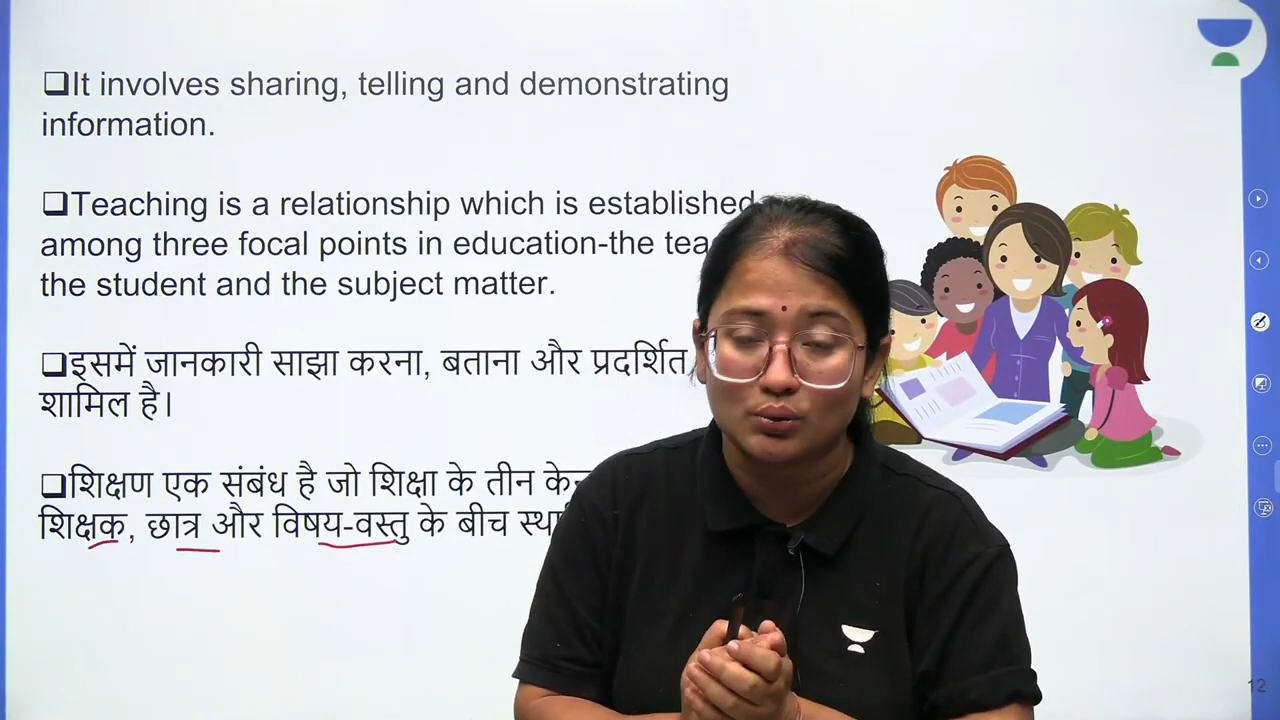 ❑It involves sharing, telling and demonstrating
information.
❑Teaching is a relationship which is established
among three focal points in education-the
the student and the subject matter.
❑इसमें जानकारी साझा करना, बताना और प्रदर्शित
शामिल है।
❑शिक्षण एक संबंध है जो शिक्षा के तीन
शिक्षक, छात्र और विषय-वस्तु के बीच
12